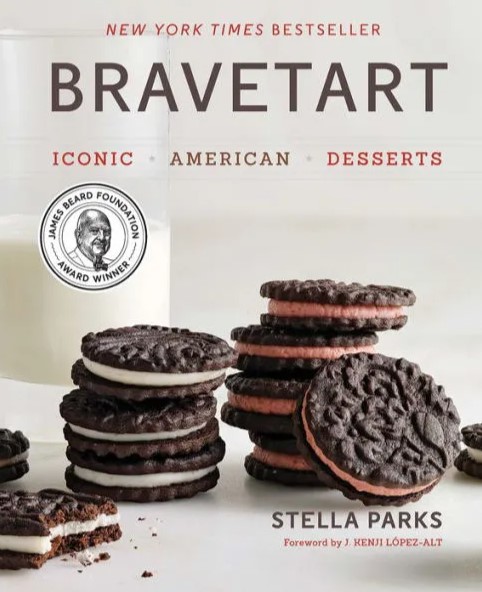 NEW YORK TIMES BESTSELLER
BRAVETART
ICONIC * AMERICAN * DESSERTS
JAMES BEARD FOUNDATION
AWARD WINNER
STELLA PARKS
Foreword by J. KENJI LÓPEZ-ALT